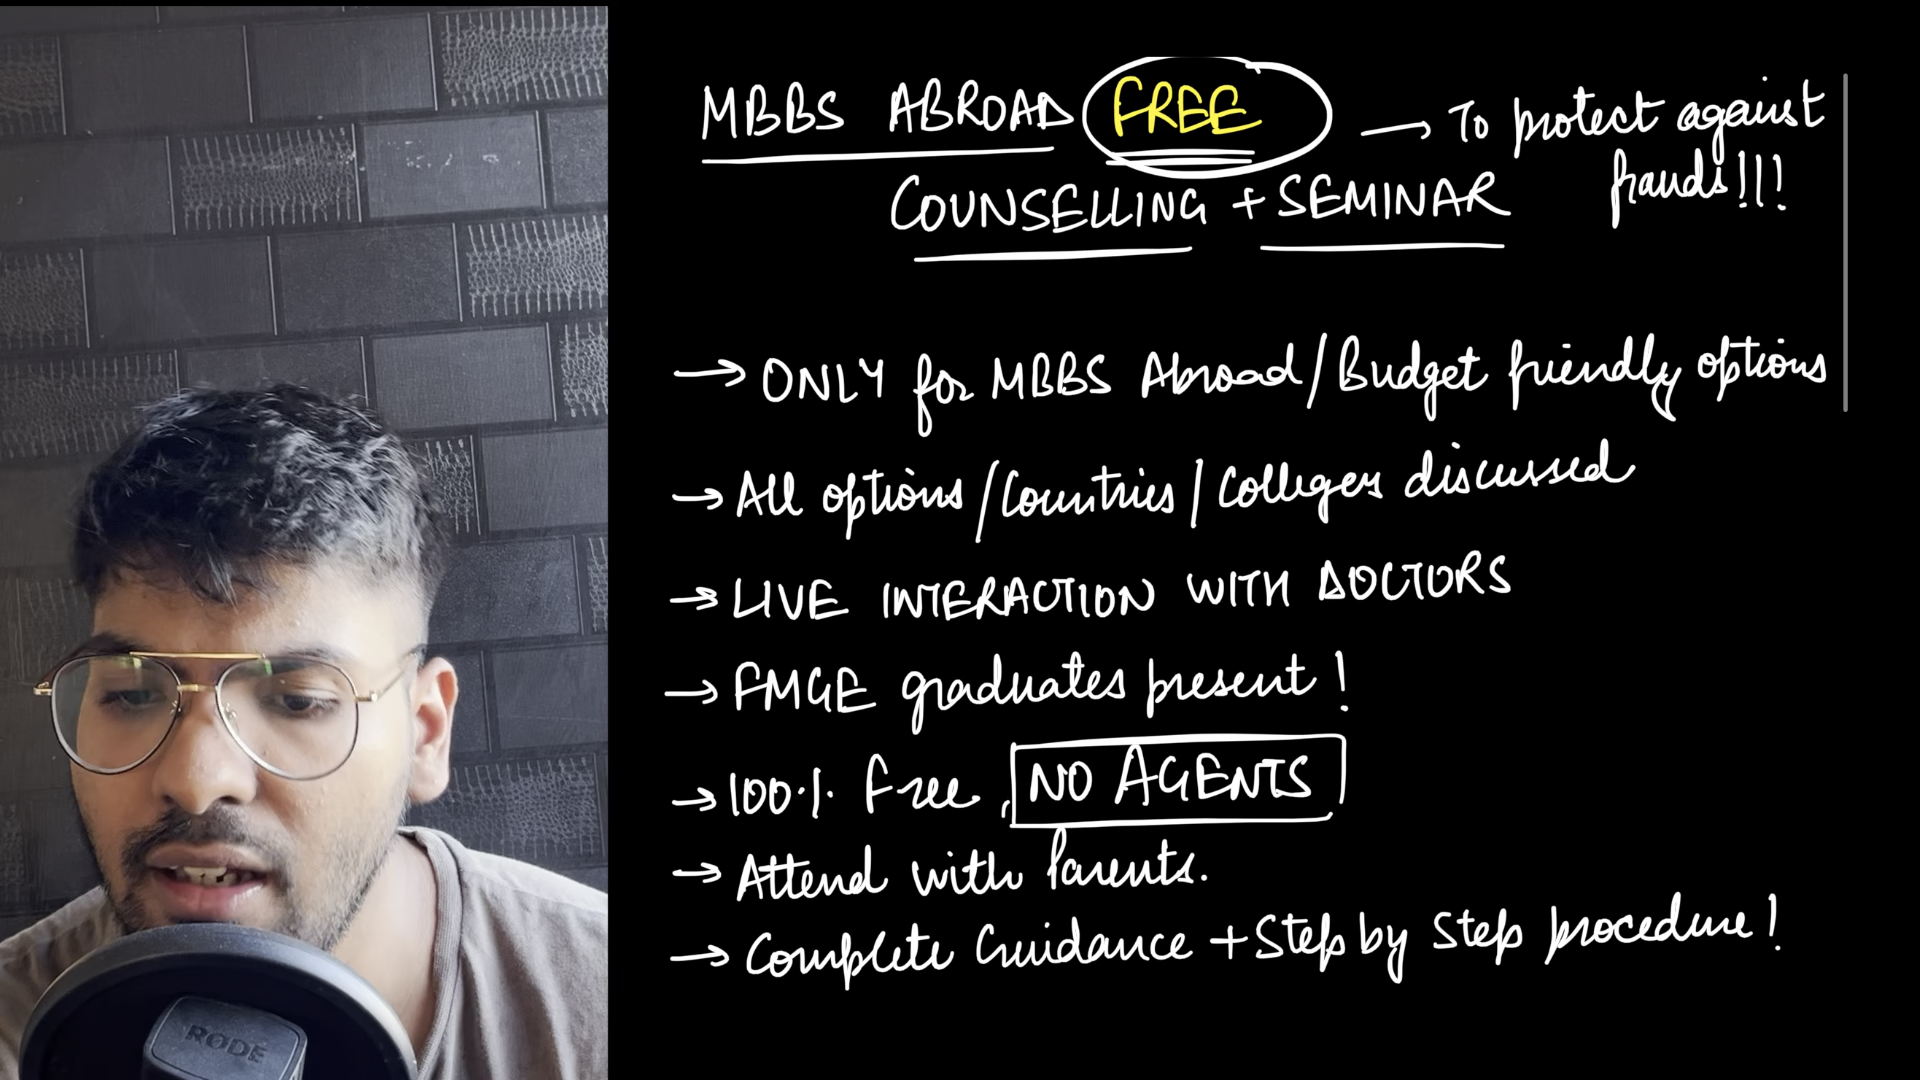 MBBS ABROAD FREE → To protect against
frauds!!!
COUNSELLING + SEMINAR
→ ONLY for MBBS Abroad/Budget friendly options
→ All options/Countries/Colleges discussed
→ LIVE INTERACTION WITH DOCTORS
→ FMGE graduates present!
→ 100% free, NO AGENTS
→ Attend with Parents.
→ Complete Guidance + Step by Step procedure!
RØDE